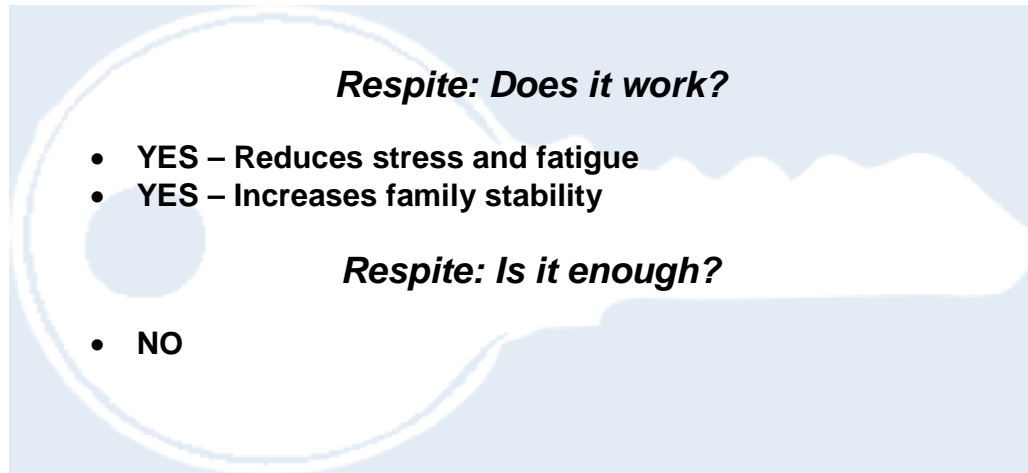 Respite: Does it work?
• YES – Reduces stress and fatigue
• YES – Increases family stability
Respite: Is it enough?
• NO